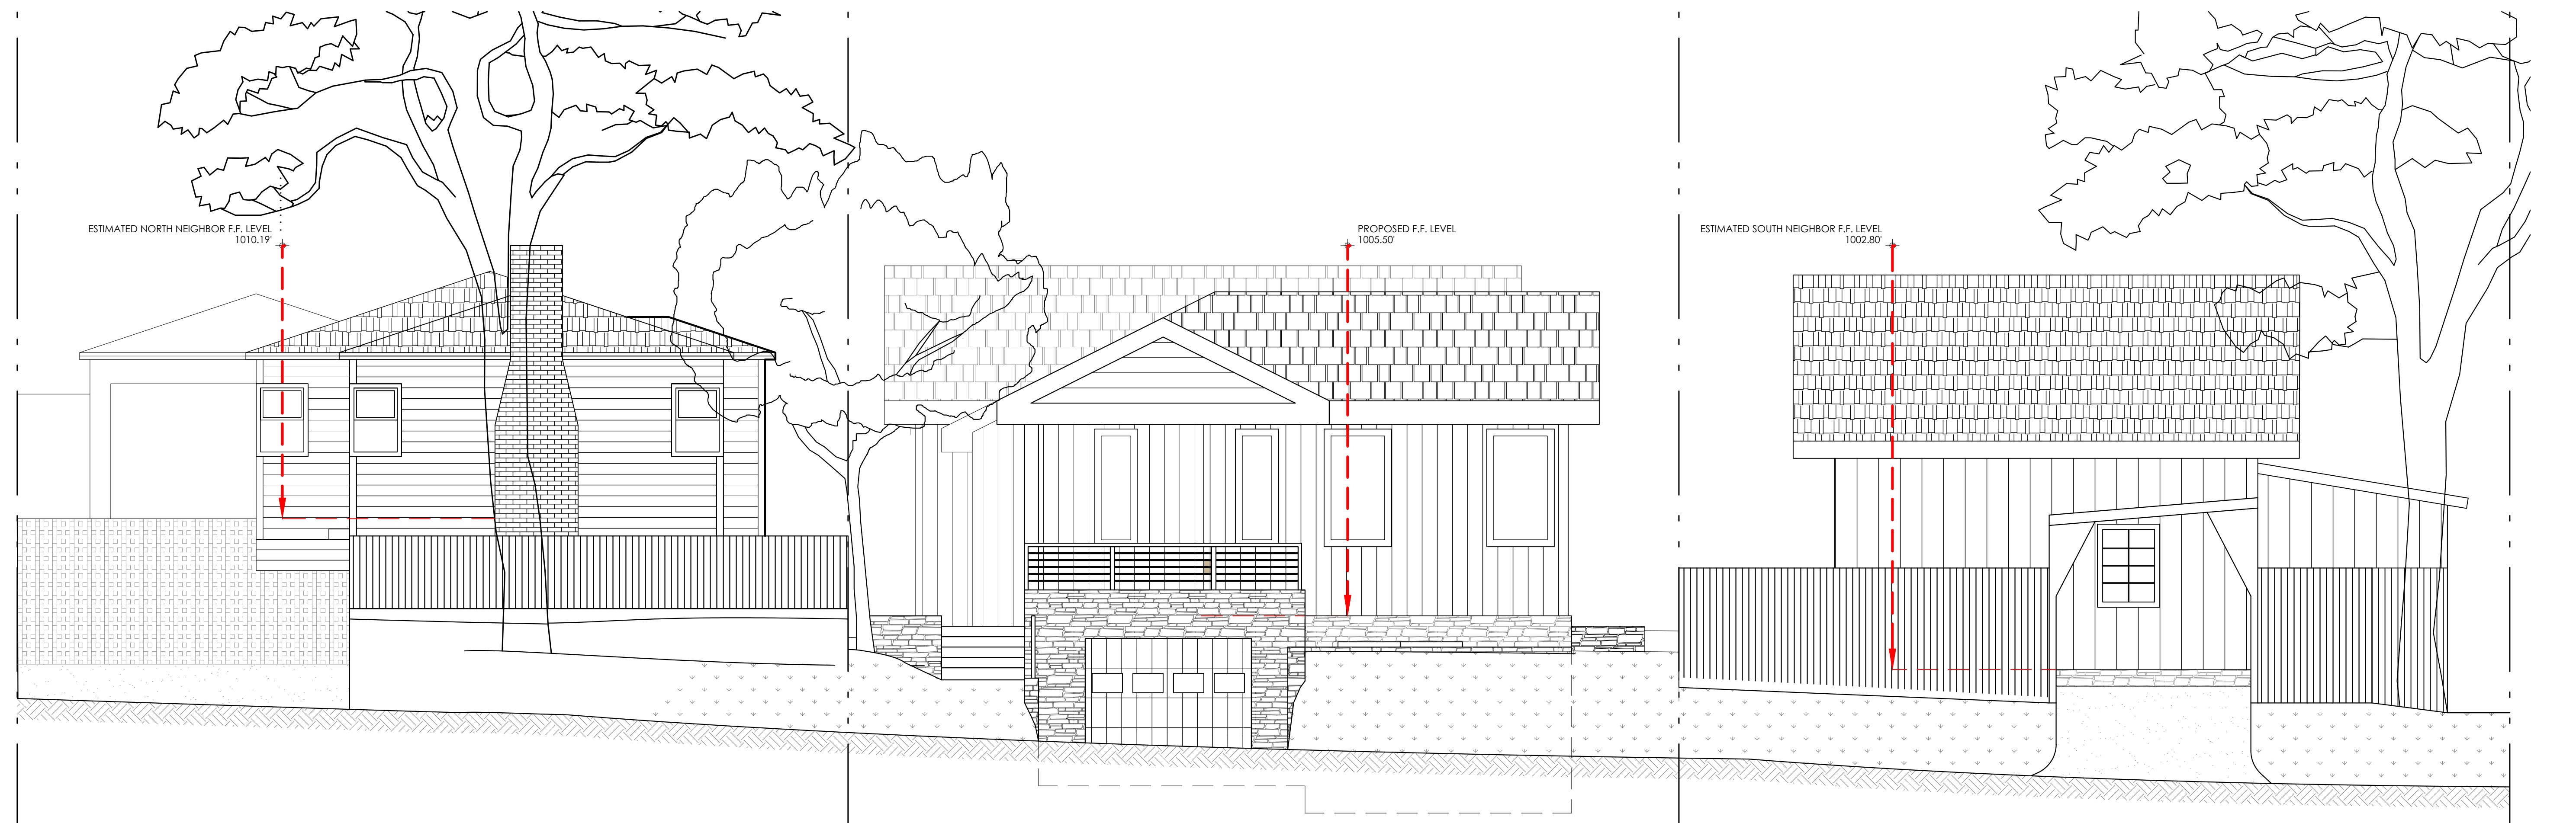 ESTIMATED NORTH NEIGHBOR F.F. LEVEL
1010.19'
PROPOSED F.F. LEVEL
1005.50'
ESTIMATED SOUTH NEIGHBOR F.F. LEVEL
1002.80'